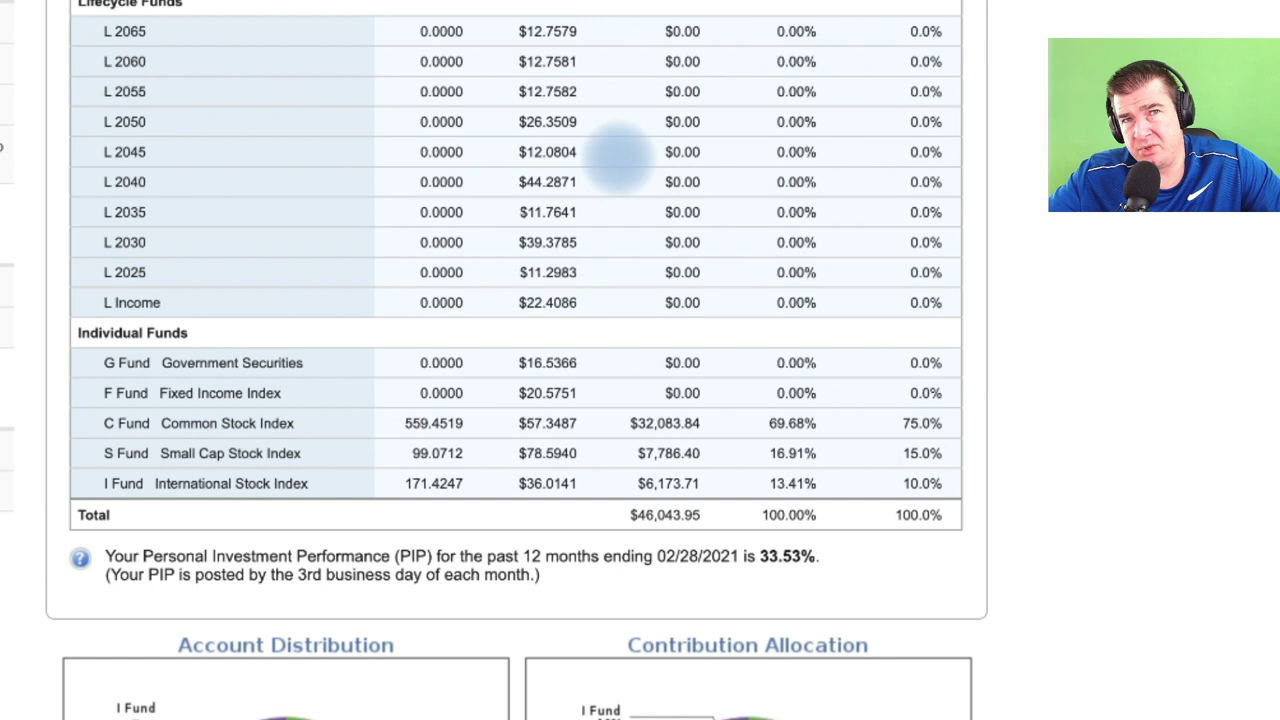 Lifecycle Funds
L 2065 0.0000 $12.7579 $0.00 0.00% 0.0%
L 2060 0.0000 $12.7581 $0.00 0.00% 0.0%
L 2055 0.0000 $12.7582 $0.00 0.00% 0.0%
L 2050 0.0000 $26.3509 $0.00 0.00% 0.0%
L 2045 0.0000 $12.0804 $0.00 0.00% 0.0%
L 2040 0.0000 $44.2871 $0.00 0.00% 0.0%
L 2035 0.0000 $11.7641 $0.00 0.00% 0.0%
L 2030 0.0000 $39.3785 $0.00 0.00% 0.0%
L 2025 0.0000 $11.2983 $0.00 0.00% 0.0%
L Income 0.0000 $22.4086 $0.00 0.00% 0.0%
Individual Funds
G Fund Government Securities 0.0000 $16.5366 $0.00 0.00% 0.0%
F Fund Fixed Income Index 0.0000 $20.5751 $0.00 0.00% 0.0%
C Fund Common Stock Index 559.4519 $57.3487 $32,083.84 69.68% 75.0%
S Fund Small Cap Stock Index 99.0712 $78.5940 $7,786.40 16.91% 15.0%
I Fund International Stock Index 171.4247 $36.0141 $6,173.71 13.41% 10.0%
Total $46,043.95 100.00% 100.0%
Your Personal Investment Performance (PIP) for the past 12 months ending 02/28/2021 is 33.53%.
(Your PIP is posted by the 3rd business day of each month.)
Account Distribution Contribution Allocation
I Fund I Fund